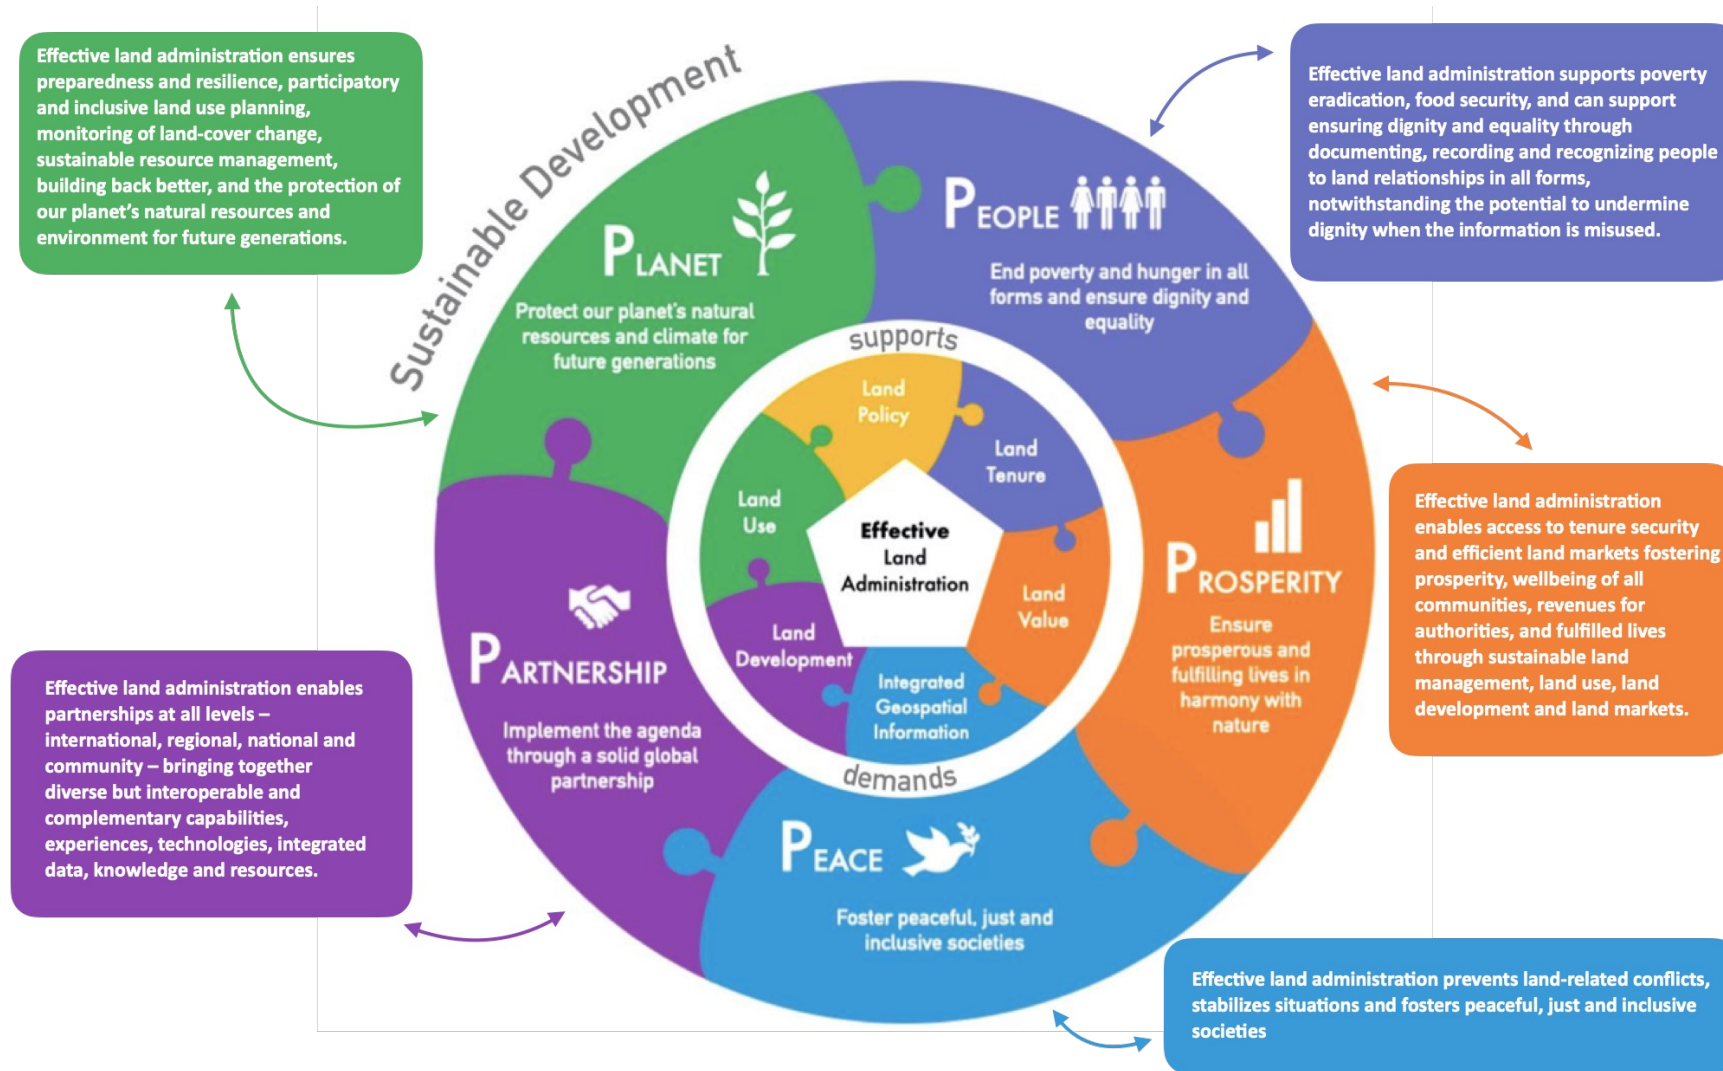 Effective land administration ensures
preparedness and resilience, participatory
and inclusive land use planning,
monitoring of land-cover change,
sustainable resource management,
building back better, and the protection of
our planet's natural resources and
environment for future generations.
Effective land administration supports poverty
eradication, food security, and can support
ensuring dignity and equality through
documenting, recording and recognizing people
to land relationships in all forms,
notwithstanding the potential to undermine
dignity when the information is misused.
Sustainable Development
PLANET
Protect our planet's natural
resources and climate for
future generations
PEOPLE
End poverty and hunger in all
forms and ensure dignity and
equality
supports
Land
Policy
Land
Tenure
Land
Use
Effective
Land
Administration
Land
Value
Land
Development
Integrated
Geospatial
Information
demands
PROSPERITY
Ensure
prosperous and
fulfilling lives in
harmony with
nature
Effective land administration
enables access to tenure security
and efficient land markets fostering
prosperity, wellbeing of all
communities, revenues for
authorities, and fulfilled lives
through sustainable land
management, land use, land
development and land markets.
PARTNERSHIP
Implement the agenda
through a solid global
partnership
Effective land administration enables
partnerships at all levels –
international, regional, national and
community – bringing together
diverse but interoperable and
complementary capabilities,
experiences, technologies, integrated
data, knowledge and resources.
PEACE
Foster peaceful, just and
inclusive societies
Effective land administration prevents land-related conflicts,
stabilizes situations and fosters peaceful, just and inclusive
societies